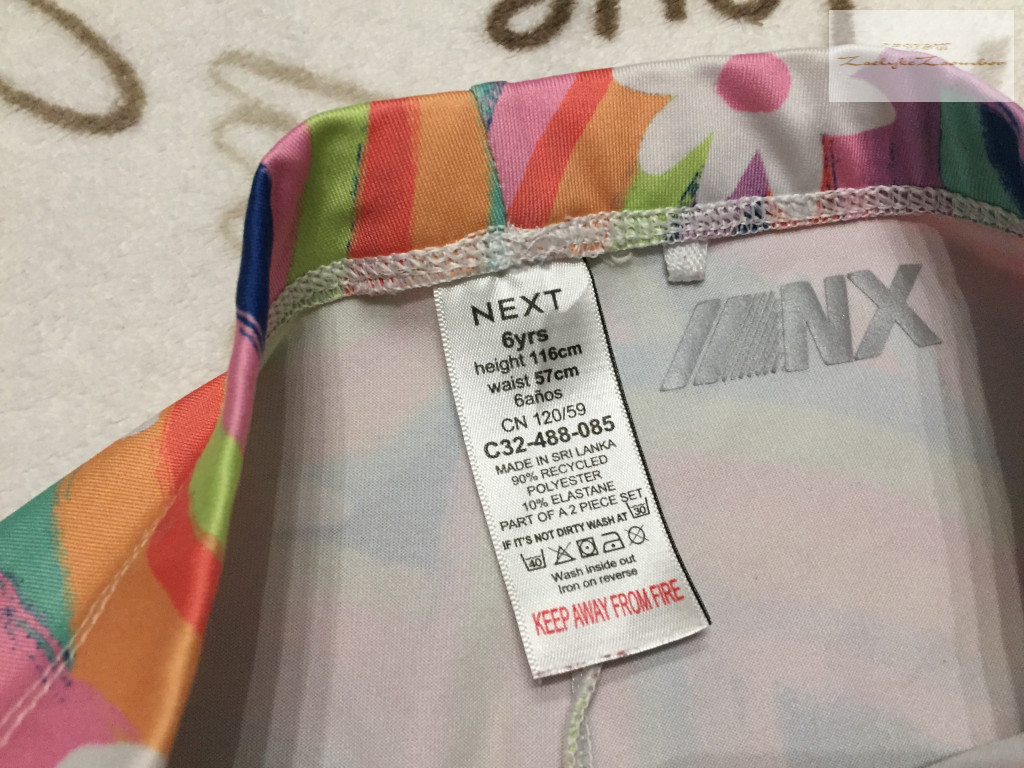 NEXT
6yrs
height 116cm
waist 57cm
6años
CN 120/59
C32-488-085
MADE IN SRI LANKA
90% RECYCLED
POLYESTER
10% ELASTANE
PART OF A 2 PIECE SET
IF IT'S NOT DIRTY WASH AT 30
40
Wash inside out
Iron on reverse
KEEP AWAY FROM FIRE
NX